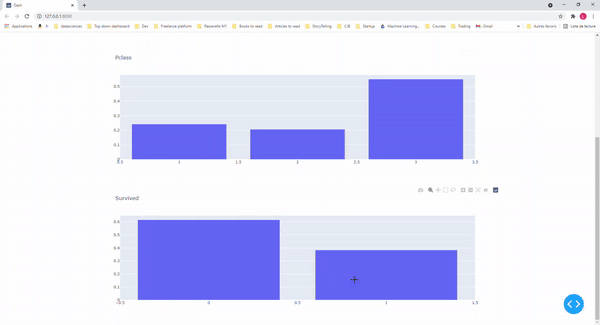 Dash
127.0.0.1:8050
Applications
datasciences
Top down dashboard
Dev
Freelance platform
Passerelle MT
Books to read
Articles to read
StoryTelling
CJB
Startup
Machine Learning...
Courses
Trading
Gmail
»
Autres favoris
Liste de lecture
Pclass
0.5
0.4
0.3
0.2
0.1
0
0.5 1 1.5 2 2.5 3 3.5
Survived
0.6
0.5
0.4
0.3
0.2
0.1
0
−0.5 0 0.5 1 1.5